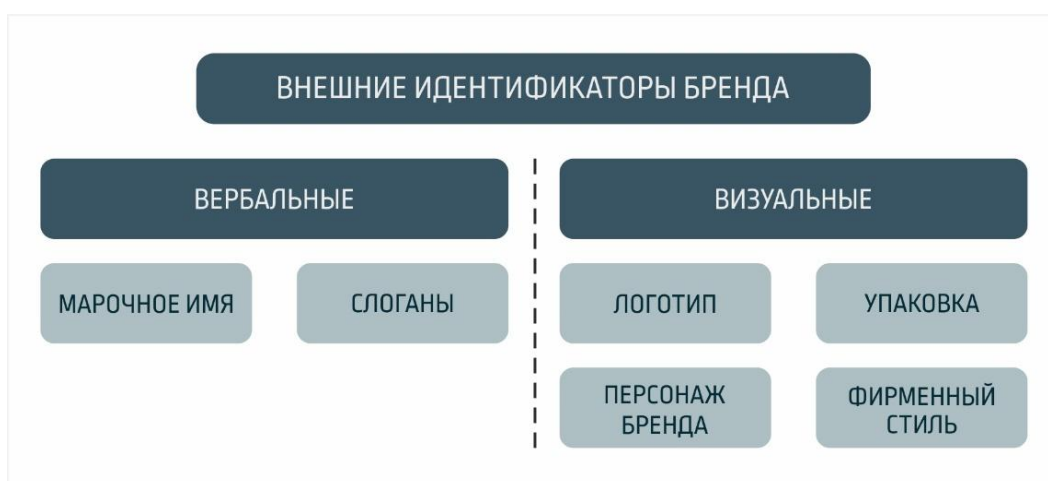 ВНЕШНИЕ ИДЕНТИФИКАТОРЫ БРЕНДА
ВЕРБАЛЬНЫЕ
МАРОЧНОЕ ИМЯ
СЛОГАНЫ
ВИЗУАЛЬНЫЕ
ЛОГОТИП
УПАКОВКА
ПЕРСОНАЖ
БРЕНДА
ФИРМЕННЫЙ
СТИЛЬ